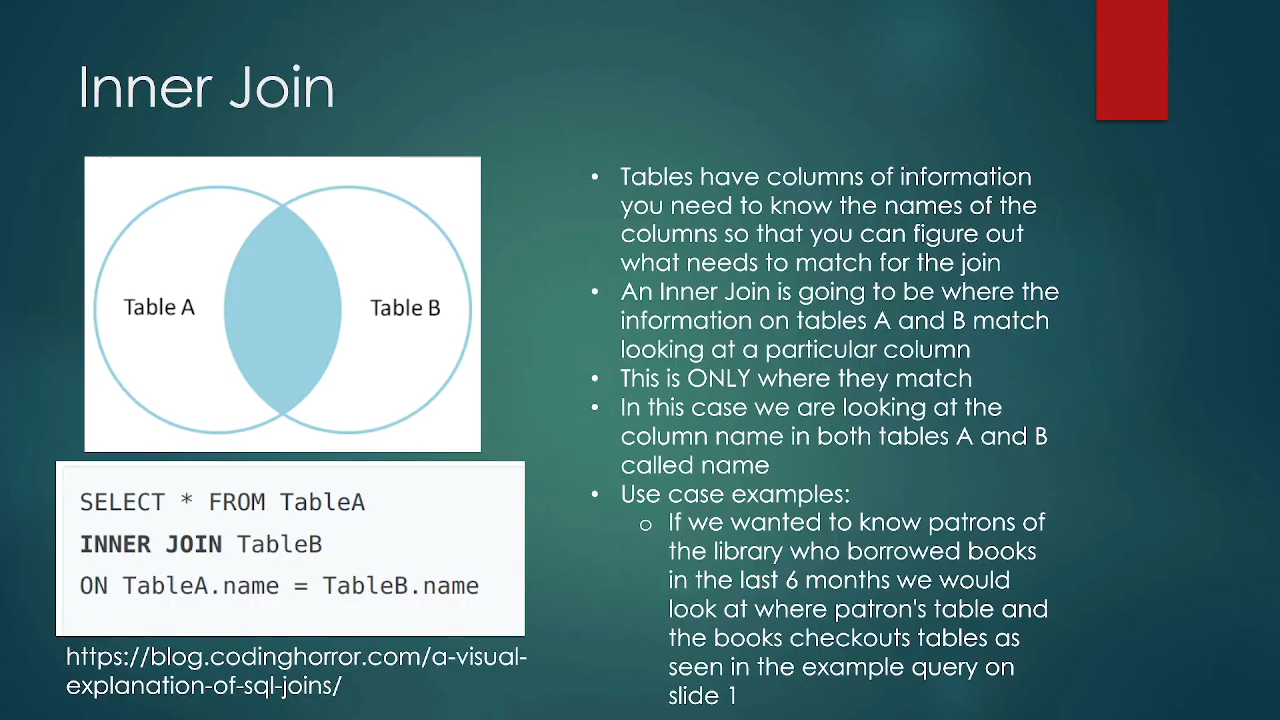 Inner Join
Table A
Table B
SELECT * FROM TableA
INNER JOIN TableB
ON TableA.name = TableB.name
https://blog.codinghorror.com/a-visual-
explanation-of-sql-joins/
• Tables have columns of information
you need to know the names of the
columns so that you can figure out
what needs to match for the join
• An Inner Join is going to be where the
information on tables A and B match
looking at a particular column
• This is ONLY where they match
• In this case we are looking at the
column name in both tables A and B
called name
• Use case examples:
o If we wanted to know patrons of
the library who borrowed books
in the last 6 months we would
look at where patron's table and
the books checkouts tables as
seen in the example query on
slide 1